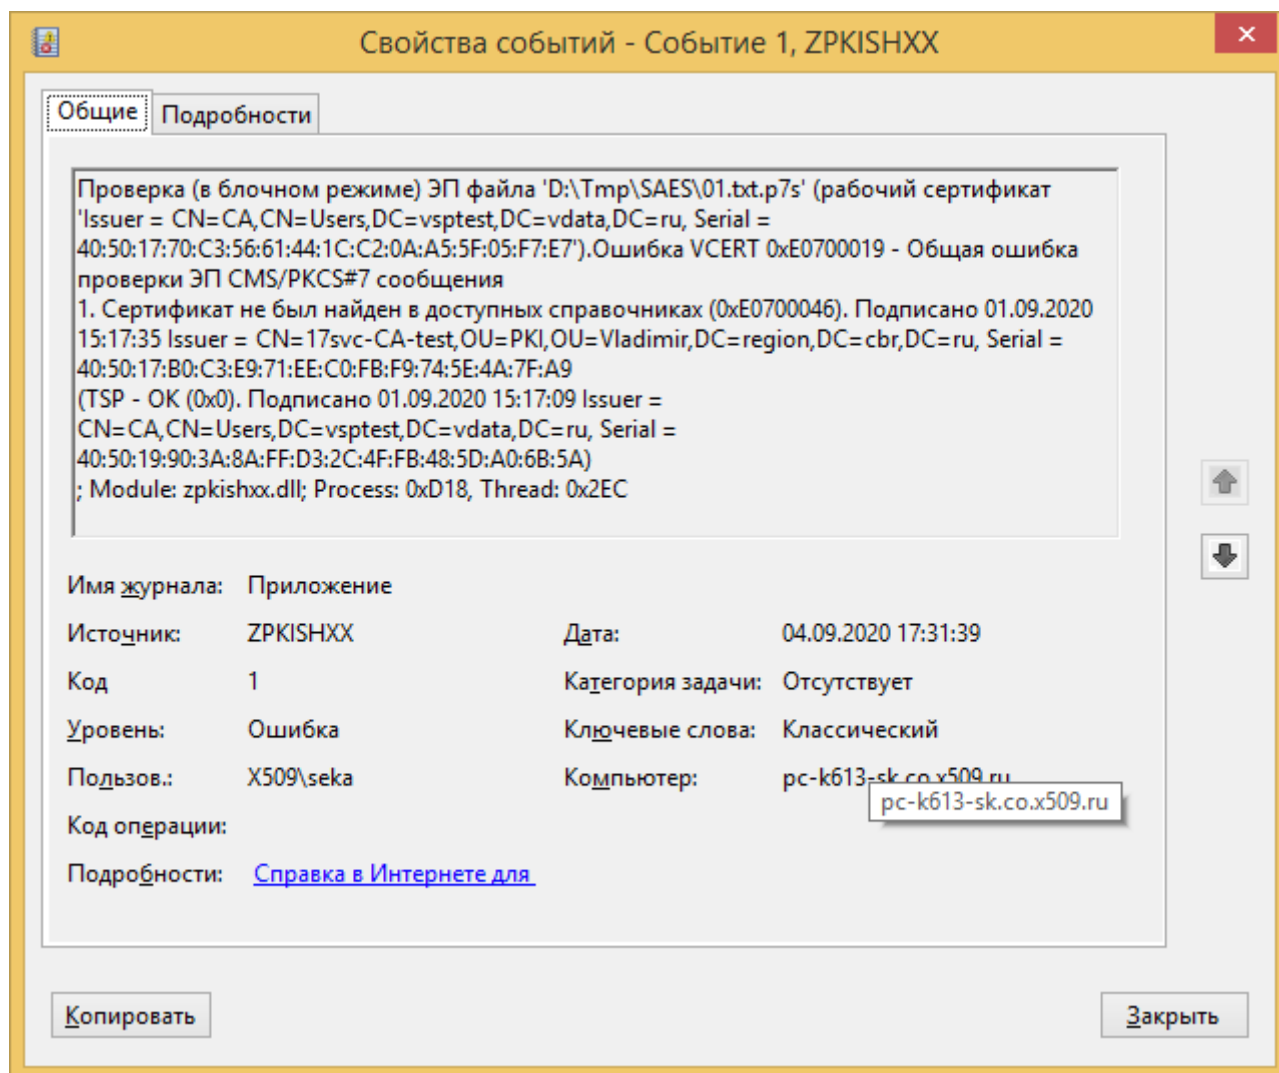 Свойства событий - Событие 1, ZPKISHXX
Общие
Подробности
Проверка (в блочном режиме) ЭП файла 'D:\Tmp\SAES\01.txt.p7s' (рабочий сертификат
'Issuer = CN=CA,CN=Users,DC=vsptest,DC=vdata,DC=ru, Serial =
40:50:17:70:C3:56:61:44:1C:C2:0A:A5:5F:05:F7:E7').Ошибка VCERT 0xE0700019 - Общая ошибка
проверки ЭП CMS/PKCS#7 сообщения
1. Сертификат не был найден в доступных справочниках (0xE0700046). Подписано 01.09.2020
15:17:35 Issuer = CN=17svc-CA-test,OU=PKI,OU=Vladimir,DC=region,DC=cbr,DC=ru, Serial =
40:50:17:B0:C3:E9:71:EE:C0:FB:F9:74:5E:4A:7F:A9
(TSP - OK (0x0). Подписано 01.09.2020 15:17:09 Issuer =
CN=CA,CN=Users,DC=vsptest,DC=vdata,DC=ru, Serial =
40:50:19:90:3A:8A:FF:D3:2C:4F:FB:48:5D:A0:6B:5A)
; Module: zpkishxx.dll; Process: 0xD18, Thread: 0x2EC
Имя журнала: Приложение
Источник: ZPKISHXX Дата: 04.09.2020 17:31:39
Код 1 Категория задачи: Отсутствует
Уровень: Ошибка Ключевые слова: Классический
Пользов.: X509\seka Компьютер: pc-k613-sk.co.x509.ru
pc-k613-sk.co.x509.ru
Код операции:
Подробности: Справка в Интернете для
Копировать
Закрыть